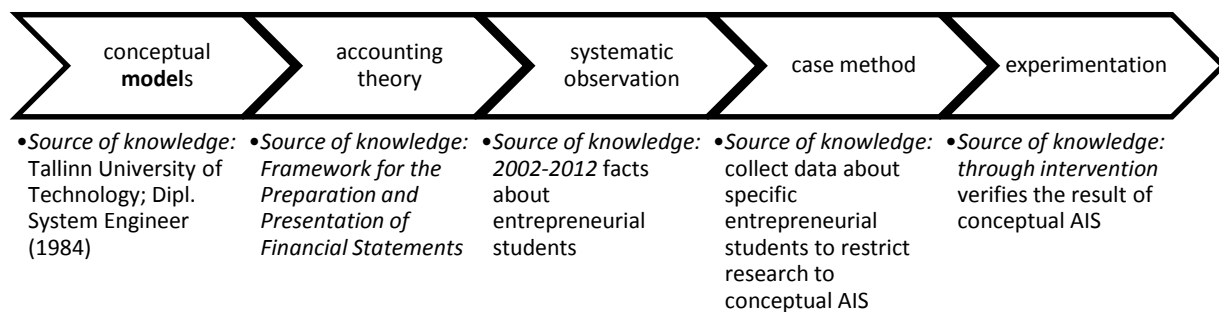 conceptual
models
accounting
theory
systematic
observation
case method
experimentation
•Source of knowledge:
Tallinn University of
Technology; Dipl.
System Engineer
(1984)
•Source of knowledge:
Framework for the
Preparation and
Presentation of
Financial Statements
•Source of knowledge:
2002-2012 facts
about
entrepreneurial
students
•Source of knowledge:
collect data about
specific
entrepreneurial
students to restrict
research to
conceptual AIS
•Source of knowledge:
through intervention
verifies the result of
conceptual AIS